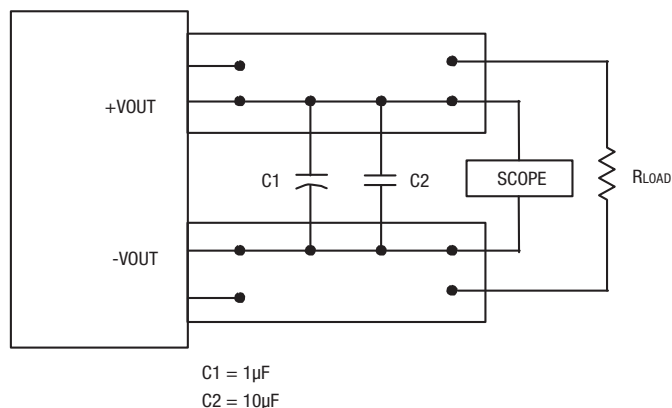 +VOUT
C1
C2
SCOPE
RLOAD
-VOUT
C1 = 1µF
C2 = 10µF